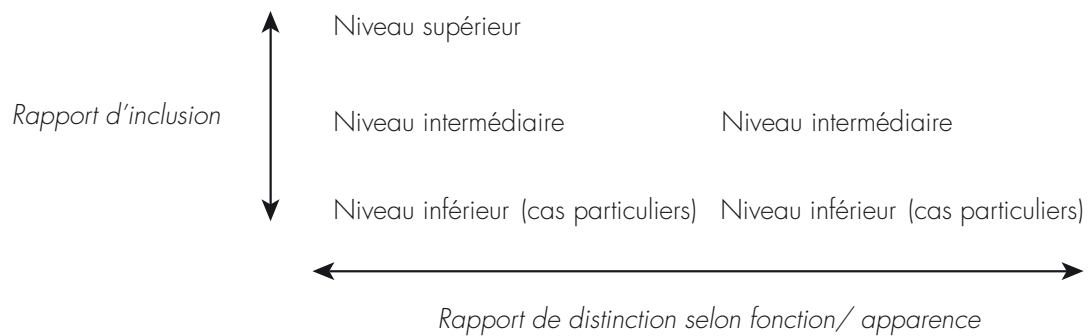 Niveau supérieur
Rapport d'inclusion
Niveau intermédiaire Niveau intermédiaire
Niveau inférieur (cas particuliers) Niveau inférieur (cas particuliers)
Rapport de distinction selon fonction/ apparence